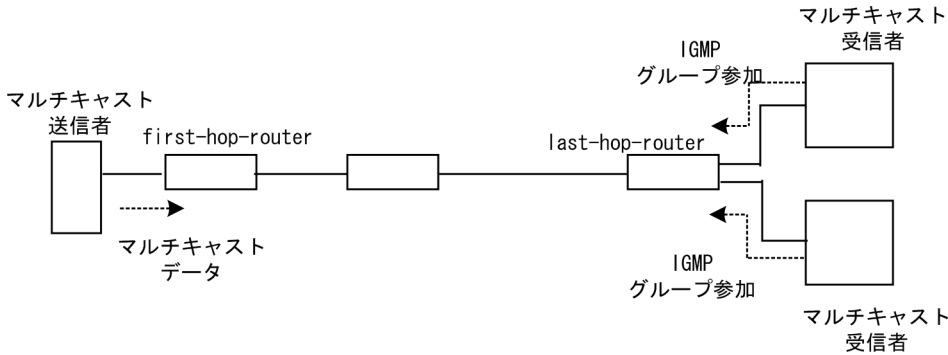 マルチキャスト
受信者
IGMP
グループ参加
マルチキャスト
送信者
first-hop-router
last-hop-router
マルチキャスト
データ
IGMP
グループ参加
マルチキャスト
受信者